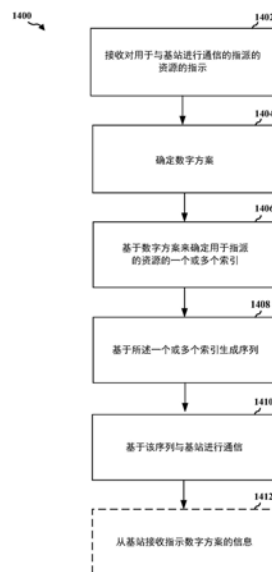 1400
1402
接收对用于与基站进行通信的指派的
资源的指示
1404
确定数字方案
1406
基于数字方案来确定用于指派
的资源的一个或多个索引
1408
基于所述一个或多个索引生成序列
1410
基于该序列与基站进行通信
1412
从基站接收指示数字方案的信息